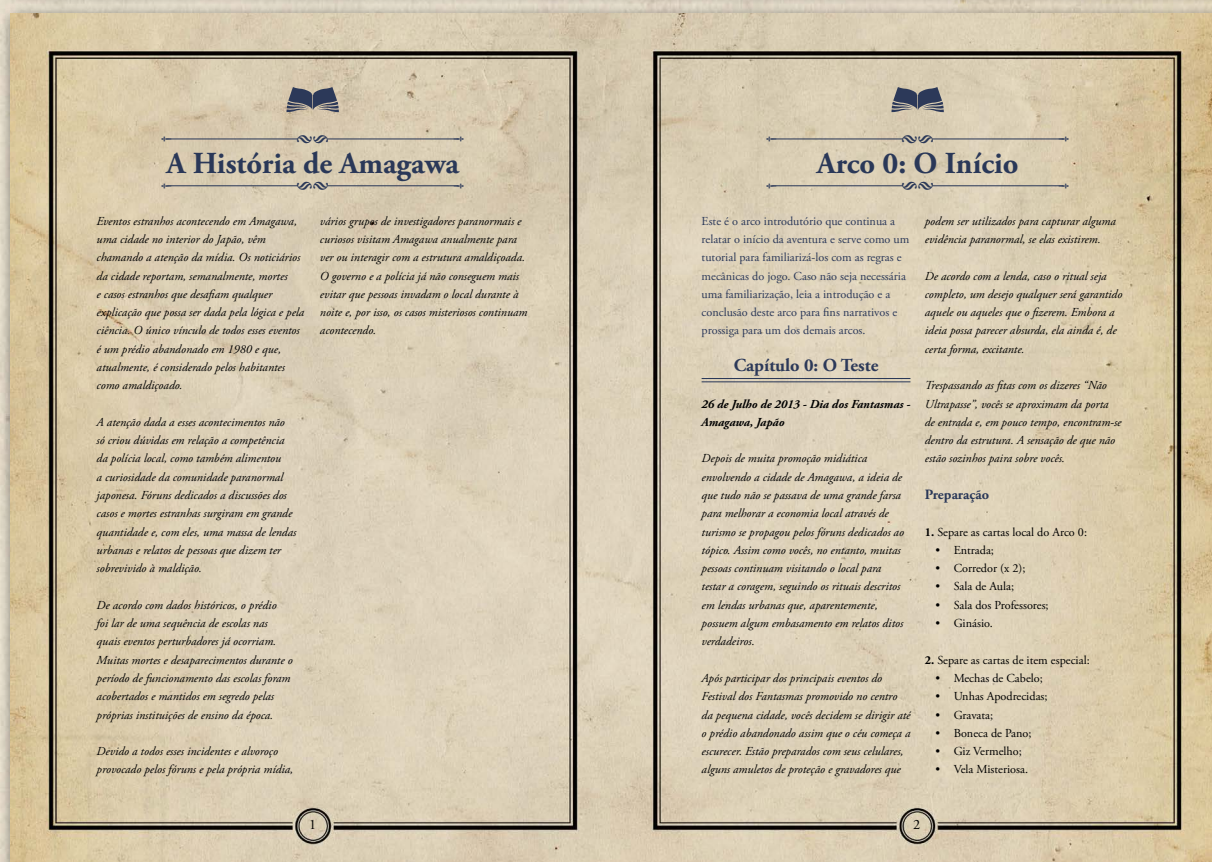 A História de Amagawa
Eventos estranhos acontecendo em Amagawa,
uma cidade no interior do Japão, vêm
chamando a atenção da mídia. Os noticiários
da cidade reportam, semanalmente, mortes
e casos estranhos que desafiam qualquer
explicação que possa ser dada pela lógica e pela
ciência. O único vínculo de todos esses eventos
é um prédio abandonado em 1980 e que,
atualmente, é considerado pelos habitantes
como amaldiçoado.
A atenção dada a esses acontecimentos não
só criou dúvidas em relação a competência
da polícia local, como também alimentou
a curiosidade da comunidade paranormal
japonesa. Fóruns dedicados a discussões dos
casos e mortes estranhas surgiram em grande
quantidade e, com eles, uma massa de lendas
urbanas e relatos de pessoas que dizem ter
sobrevivido à maldição.
De acordo com dados históricos, o prédio
foi lar de uma sequência de escolas nas
quais eventos perturbadores já ocorriam.
Muitas mortes e desaparecimentos durante o
período de funcionamento das escolas foram
acobertados e mantidos em segredo pelas
próprias instituições de ensino da época.
Devido a todos esses incidentes e alvoroço
provocado pelos fóruns e pela própria mídia,
vários grupos de investigadores paranormais e
curiosos visitam Amagawa anualmente para
ver ou interagir com a estrutura amaldiçoada.
O governo e a polícia já não conseguem mais
evitar que pessoas invadam o local durante à
noite e, por isso, os casos misteriosos continuam
acontecendo.
1
Arco 0: O Início
Este é o arco introdutório que continua a
relatar o início da aventura e serve como um
tutorial para familiarizá-los com as regras e
mecânicas do jogo. Caso não seja necessária
uma familiarização, leia a introdução e a
conclusão deste arco para fins narrativos e
prossiga para um dos demais arcos.
Capítulo 0: O Teste
26 de Julho de 2013 - Dia dos Fantasmas -
Amagawa, Japão
Depois de muita promoção midiática
envolvendo a cidade de Amagawa, a ideia de
que tudo não se passava de uma grande farsa
para melhorar a economia local através de
turismo se propagou pelos fóruns dedicados ao
tópico. Assim como vocês, no entanto, muitas
pessoas continuam visitando o local para
testar a coragem, seguindo os rituais descritos
em lendas urbanas que, aparentemente,
possuem algum embasamento em relatos ditos
verdadeiros.
Após participar dos principais eventos do
Festival dos Fantasmas promovido no centro
da pequena cidade, vocês decidem se dirigir até
o prédio abandonado assim que o céu começa a
escurecer. Estão preparados com seus celulares,
alguns amuletos de proteção e gravadores que
podem ser utilizados para capturar alguma
evidência paranormal, se elas existirem.
De acordo com a lenda, caso o ritual seja
completo, um desejo qualquer será garantido
aquele ou aqueles que o fizerem. Embora a
ideia possa parecer absurda, ela ainda é, de
certa forma, excitante.
Trespassando as fitas com os dizeres “Não
Ultrapasse”, vocês se aproximam da porta
de entrada e, em pouco tempo, encontram-se
dentro da estrutura. A sensação de que não
estão sozinhos paira sobre vocês.
Preparação
1. Separe as cartas local do Arco 0:
• Entrada;
• Corredor (x 2);
• Sala de Aula;
• Sala dos Professores;
• Ginásio.
2. Separe as cartas de item especial:
• Mechas de Cabelo;
• Unhas Apodrecidas;
• Gravata;
• Boneca de Pano;
• Giz Vermelho;
• Vela Misteriosa.
2